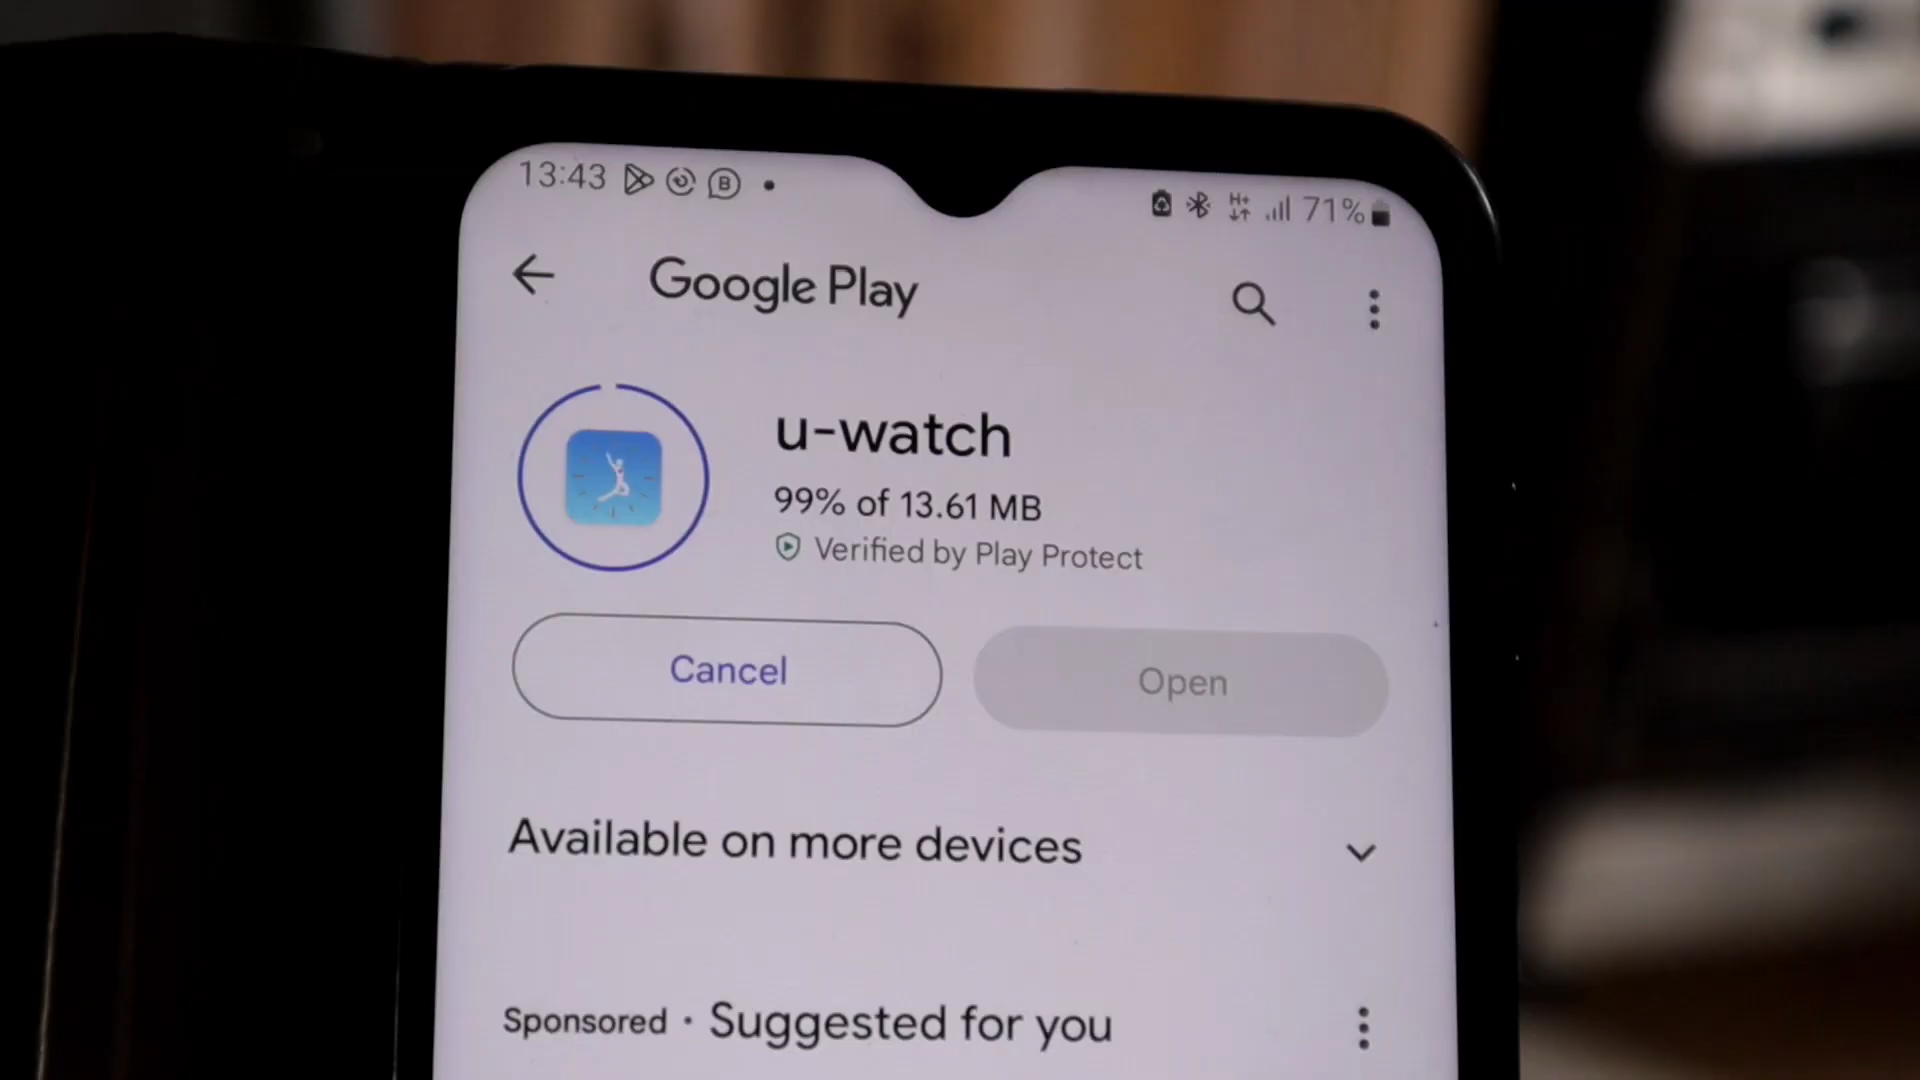 13:43 B H+ 71%
Google Play
u-watch
99% of 13.61 MB
Verified by Play Protect
Cancel Open
Available on more devices
Sponsored · Suggested for you